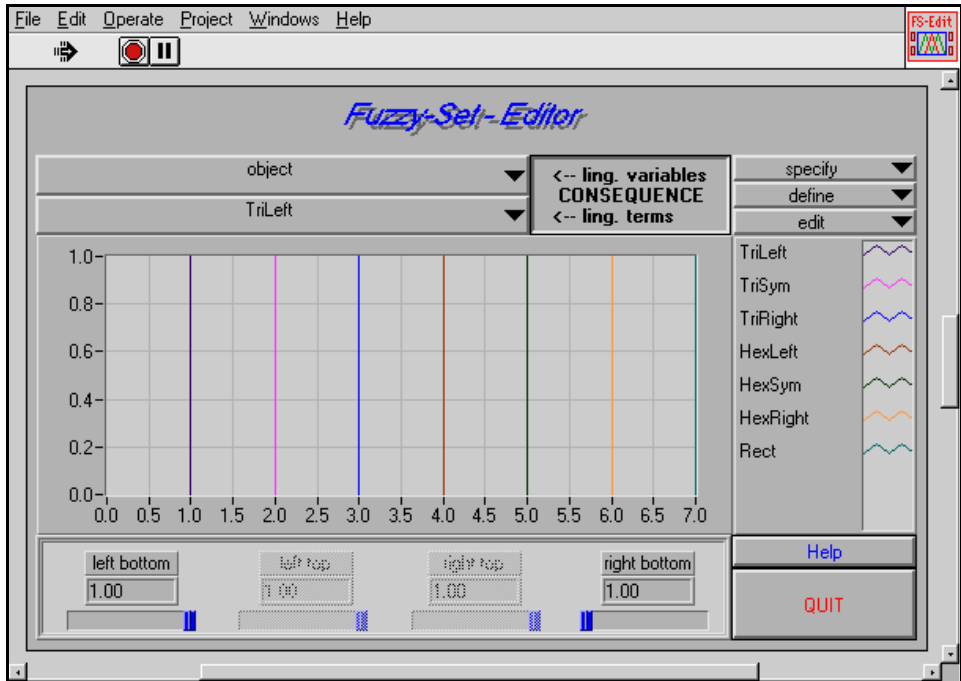 File Edit Operate Project Windows Help
FS-Edit
Fuzzy-Set-Editor
object
<-- ling. variables
CONSEQUENCE
<-- ling. terms
TriLeft
specify
define
edit
1.0
0.8
0.6
0.4
0.2
0.0
0.0 0.5 1.0 1.5 2.0 2.5 3.0 3.5 4.0 4.5 5.0 5.5 6.0 6.5 7.0
TriLeft
TriSym
TriRight
HexLeft
HexSym
HexRight
Rect
left bottom
1.00
left top
1.00
right top
1.00
right bottom
1.00
Help
QUIT